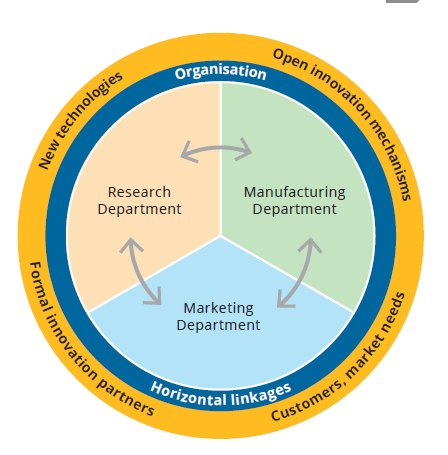 Organisation
Open innovation mechanisms
New technologies
Research
Department
Manufacturing
Department
Marketing
Department
Formal innovation partners
Customers, market needs
Horizontal linkages